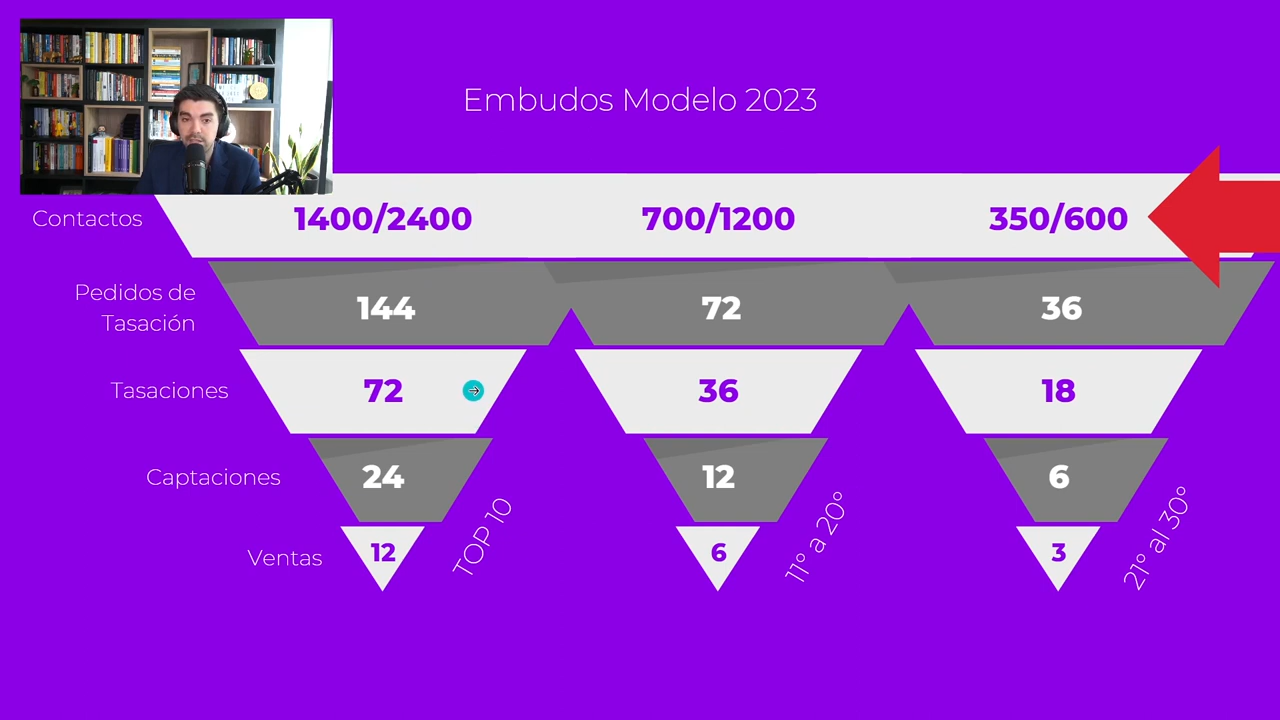 Embudos Modelo 2023
Contactos
1400/2400
700/1200
350/600
Pedidos de
Tasación
144
72
36
Tasaciones
72
36
18
Captaciones
24
12
6
Ventas
12
6
3
TOP 10
11° a 20°
21° al 30°